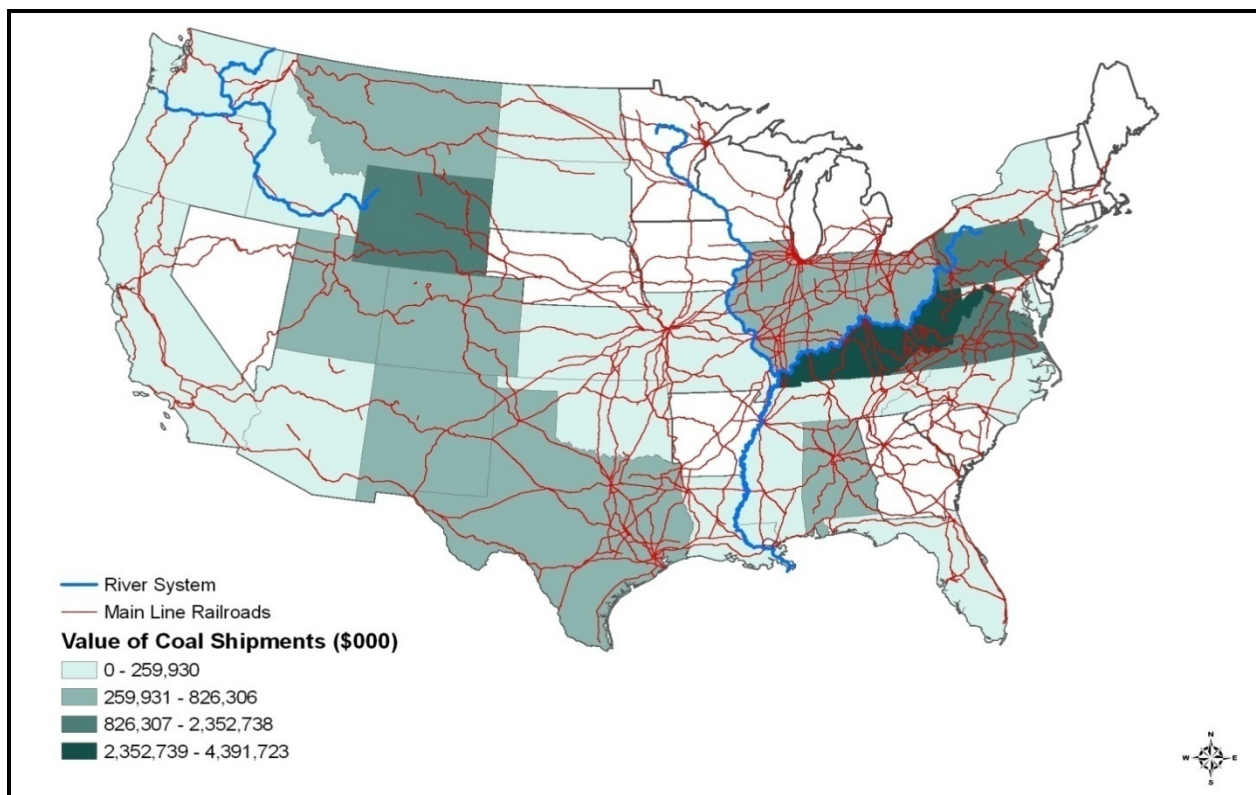 River System
Main Line Railroads
Value of Coal Shipments ($000)
0 - 259,930
259,931 - 826,306
826,307 - 2,352,738
2,352,739 - 4,391,723
N
W E
S